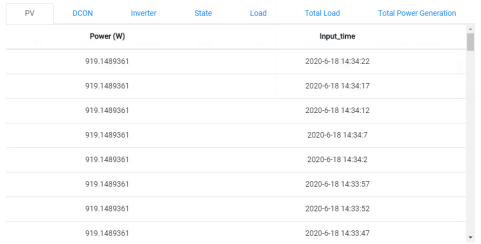 PV DCON Inverter State Load Total Load Total Power Generation
Power (W) Input_time
919.1489361 2020-6-18 14:34:22
919.1489361 2020-6-18 14:34:17
919.1489361 2020-6-18 14:34:12
919.1489361 2020-6-18 14:34:7
919.1489361 2020-6-18 14:34:2
919.1489361 2020-6-18 14:33:57
919.1489361 2020-6-18 14:33:52
919.1489361 2020-6-18 14:33:47